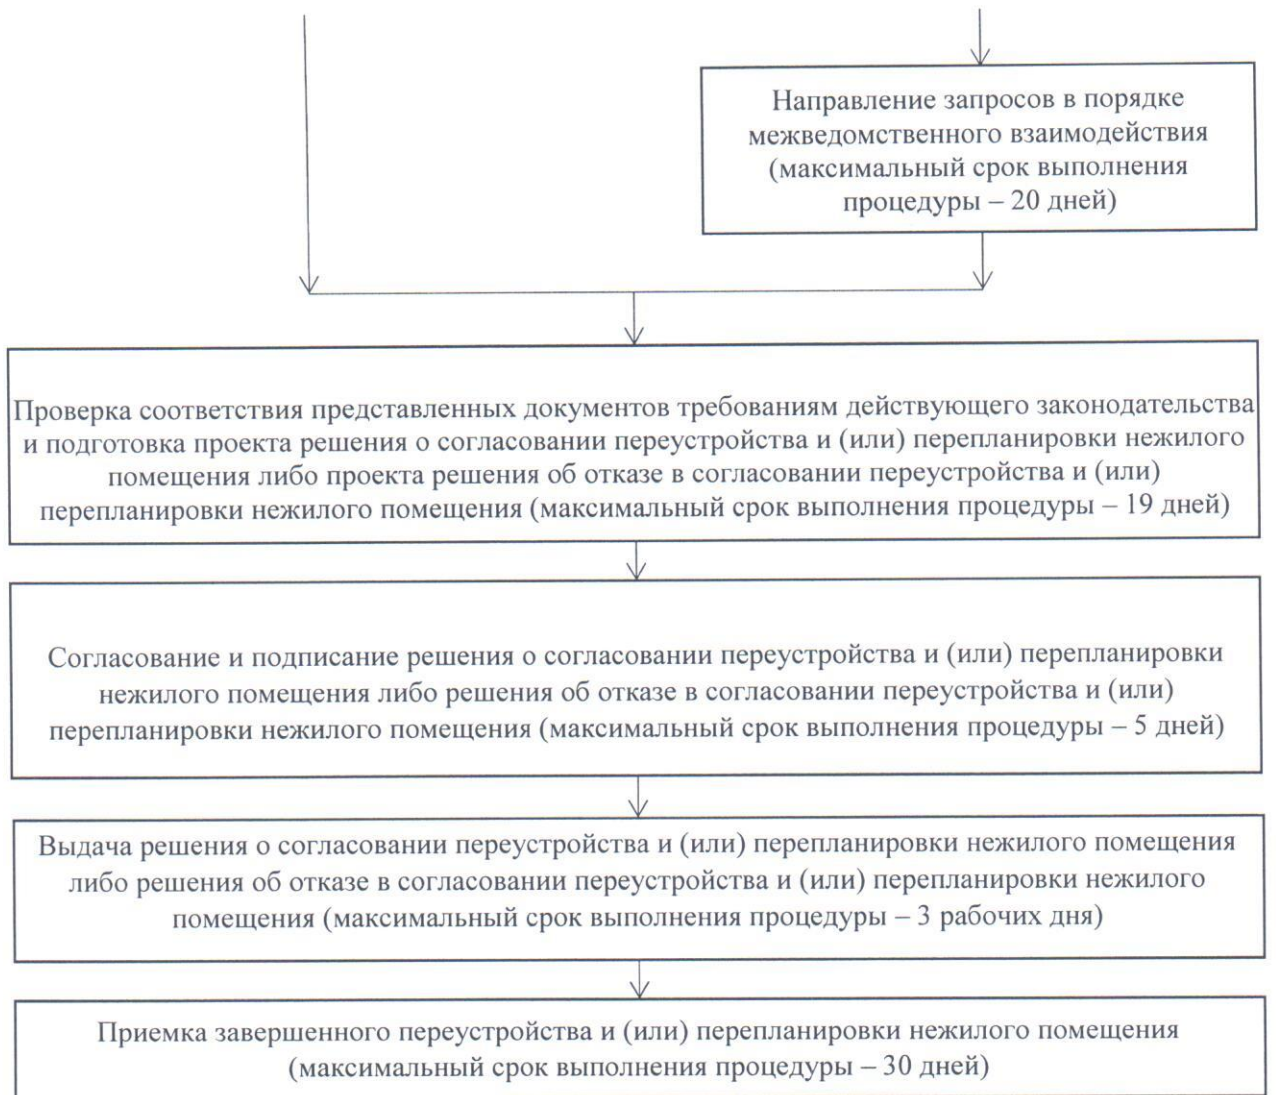 Направление запросов в порядке
межведомственного взаимодействия
(максимальный срок выполнения
процедуры – 20 дней)
Проверка соответствия представленных документов требованиям действующего законодательства
и подготовка проекта решения о согласовании переустройства и (или) перепланировки нежилого
помещения либо проекта решения об отказе в согласовании переустройства и (или)
перепланировки нежилого помещения (максимальный срок выполнения процедуры – 19 дней)
Согласование и подписание решения о согласовании переустройства и (или) перепланировки
нежилого помещения либо решения об отказе в согласовании переустройства и (или)
перепланировки нежилого помещения (максимальный срок выполнения процедуры – 5 дней)
Выдача решения о согласовании переустройства и (или) перепланировки нежилого помещения
либо решения об отказе в согласовании переустройства и (или) перепланировки нежилого
помещения (максимальный срок выполнения процедуры – 3 рабочих дня)
Приемка завершенного переустройства и (или) перепланировки нежилого помещения
(максимальный срок выполнения процедуры – 30 дней)